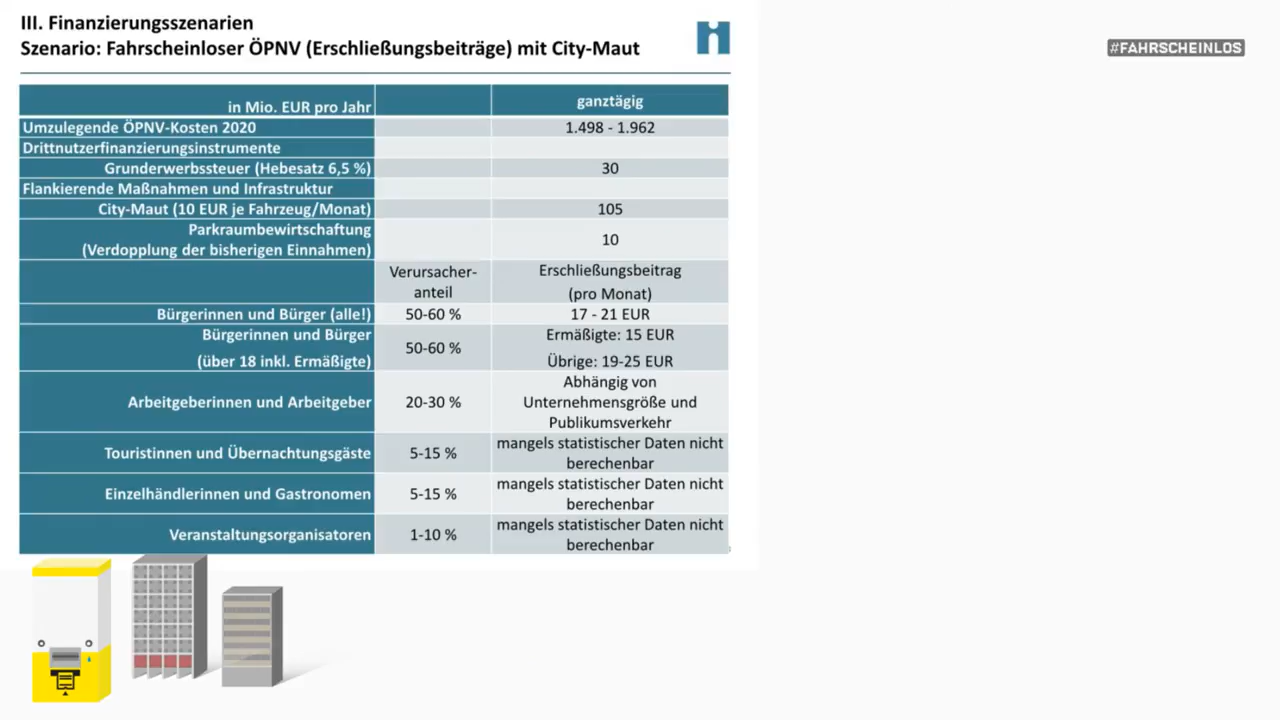 III. Finanzierungsszenarien
Szenario: Fahrscheinloser ÖPNV (Erschließungsbeiträge) mit City-Maut
#FAHRSCHEINLOS
in Mio. EUR pro Jahr
ganztägig
Umzulegende ÖPNV-Kosten 2020
1.498 - 1.962
Drittnutzerfinanzierungsinstrumente
Grunderwerbssteuer (Hebesatz 6,5 %)
30
Flankierende Maßnahmen und Infrastruktur
City-Maut (10 EUR je Fahrzeug/Monat)
105
Parkraumbewirtschaftung
(Verdopplung der bisherigen Einnahmen)
10
Verursacher-
anteil
Erschließungsbeitrag
(pro Monat)
Bürgerinnen und Bürger (alle!)
50-60 %
17 - 21 EUR
Bürgerinnen und Bürger
(über 18 inkl. Ermäßigte)
50-60 %
Ermäßigte: 15 EUR
Übrige: 19-25 EUR
Arbeitgeberinnen und Arbeitgeber
20-30 %
Abhängig von
Unternehmensgröße und
Publikumsverkehr
Touristinnen und Übernachtungsgäste
5-15 %
mangels statistischer Daten nicht
berechenbar
Einzelhändlerinnen und Gastronomen
5-15 %
mangels statistischer Daten nicht
berechenbar
Veranstaltungsorganisatoren
1-10 %
mangels statistischer Daten nicht
berechenbar